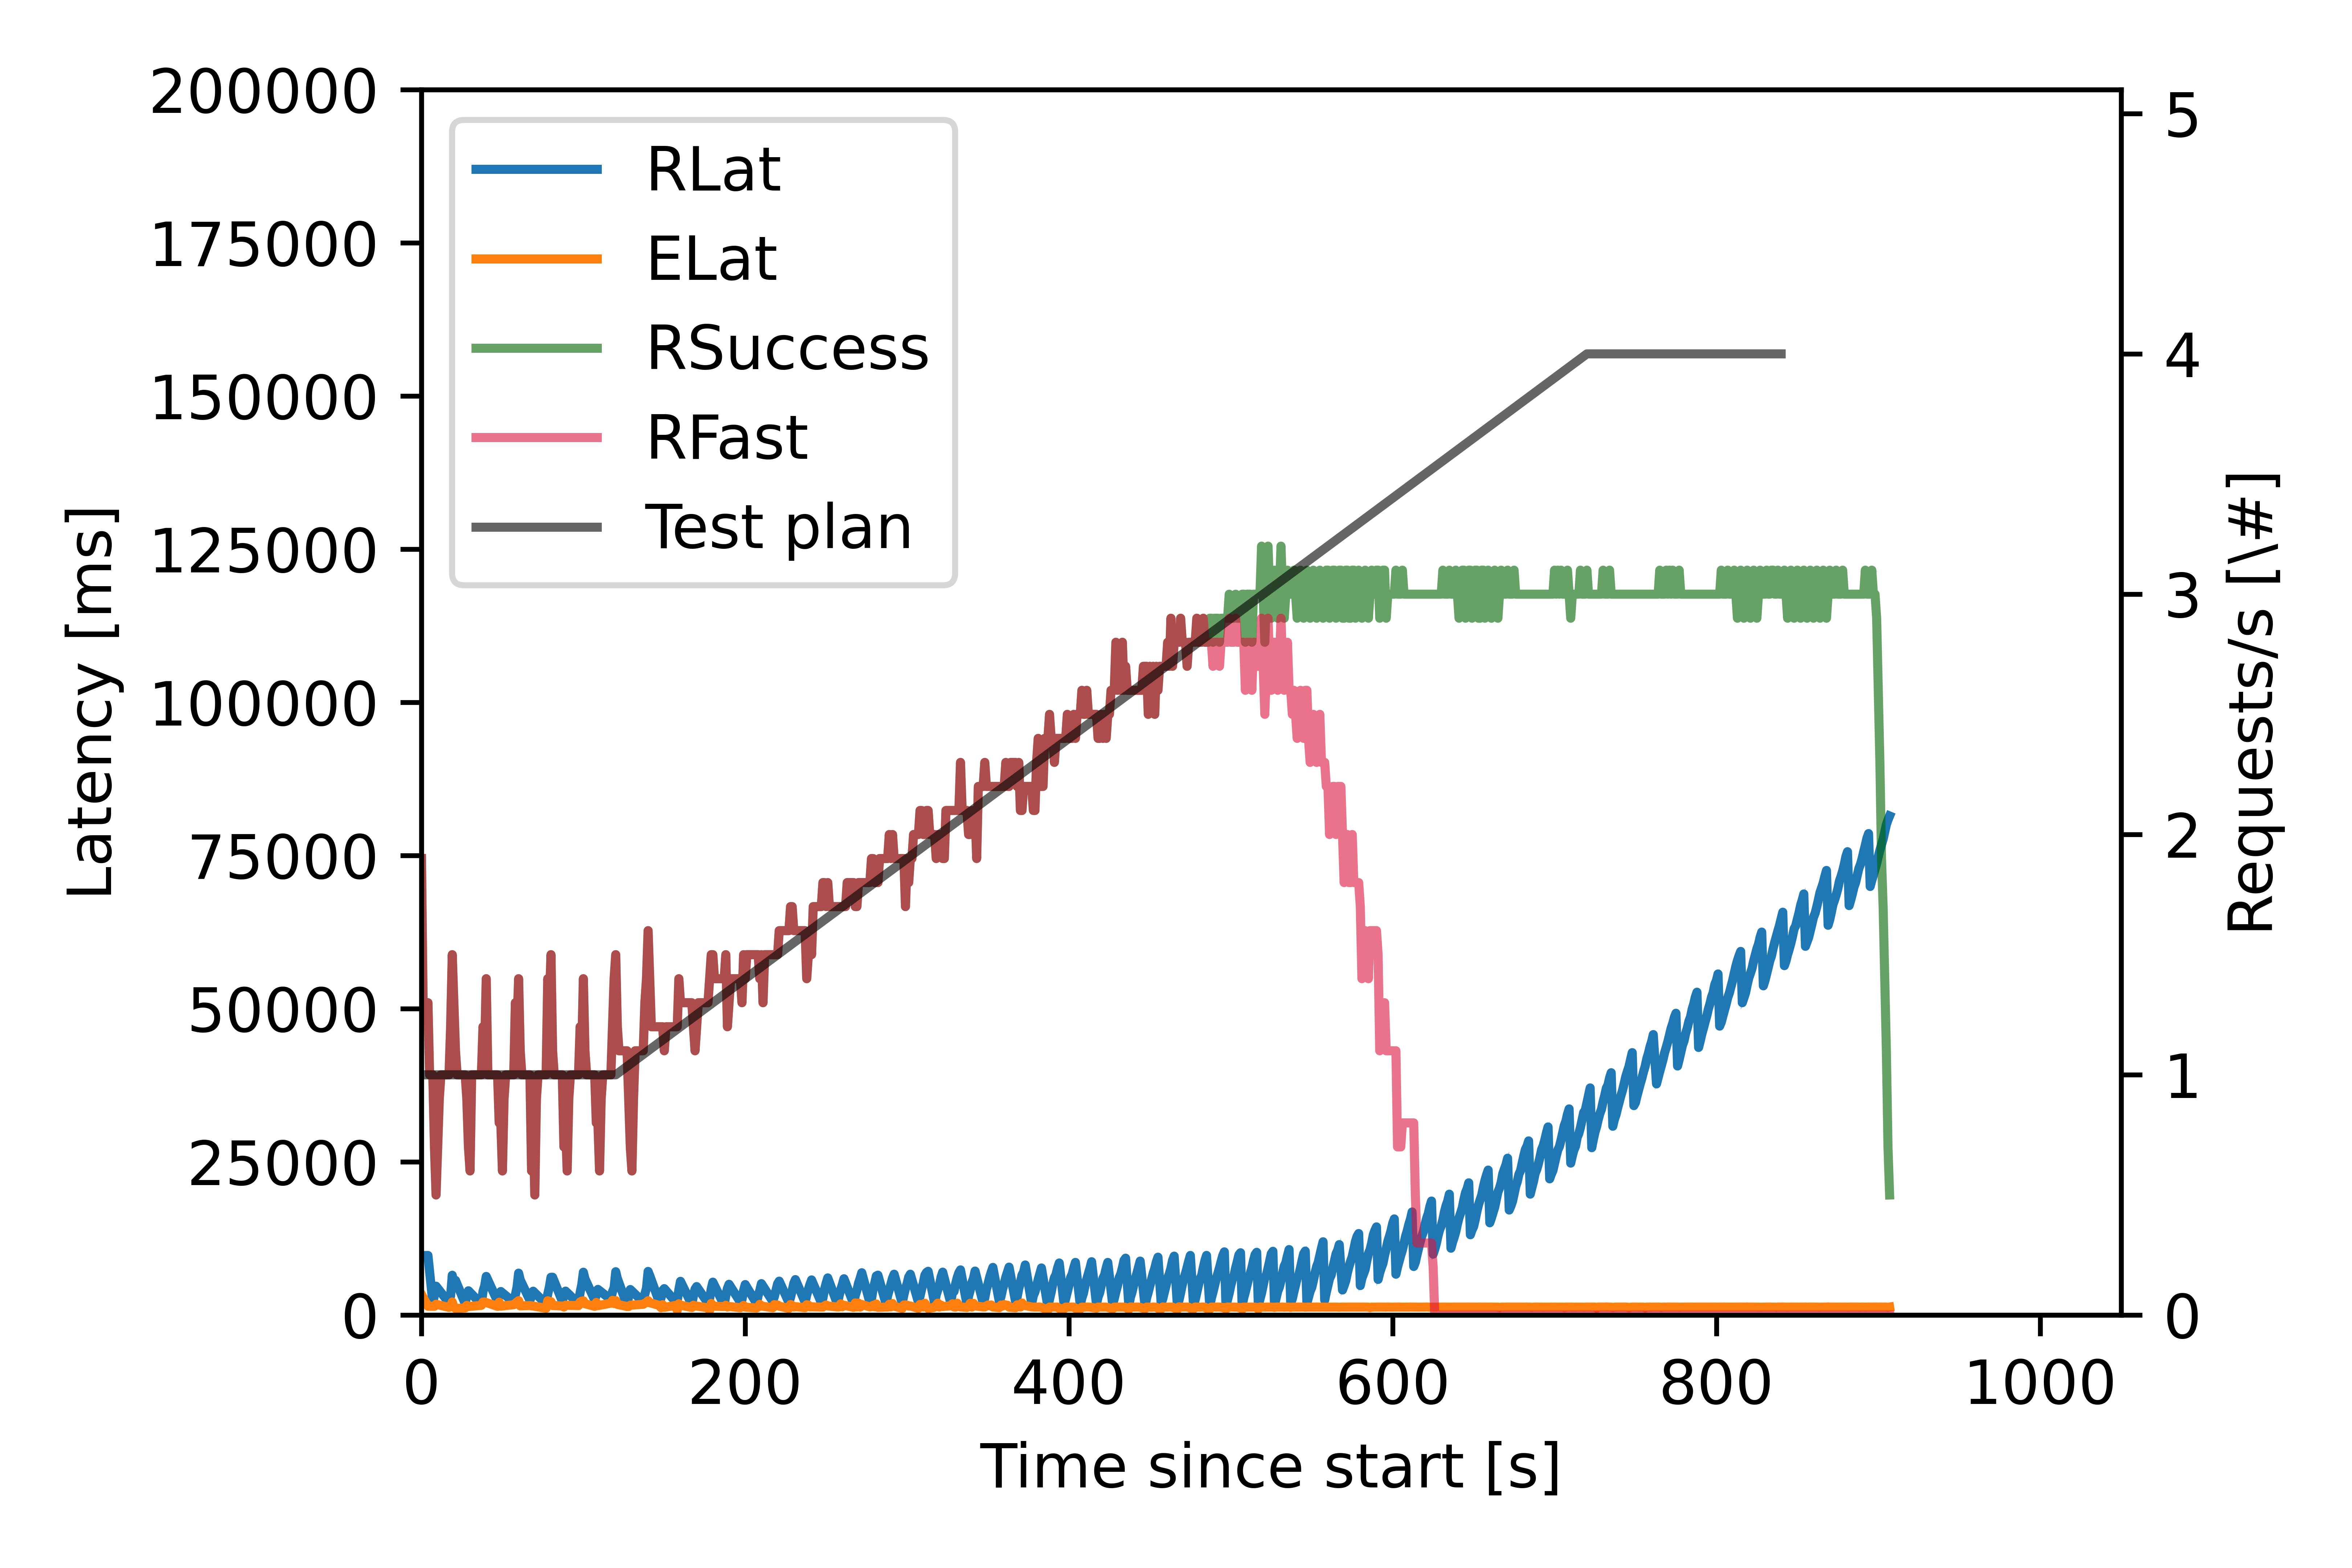 200000
175000
150000
125000
100000
75000
50000
25000
0
Latency [ms]
RLat
ELat
RSuccess
RFast
Test plan
5
4
3
2
1
0
Requests/s [\#]
0 200 400 600 800 1000
Time since start [s]